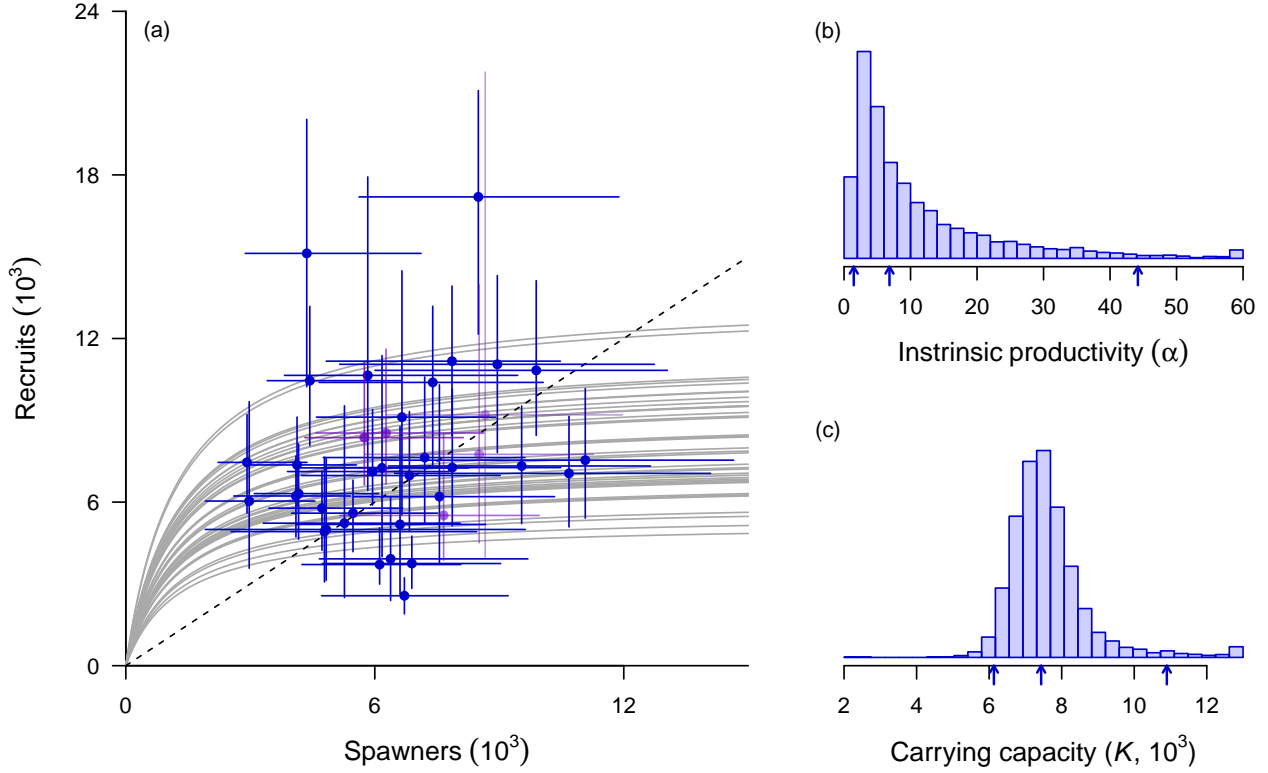 (a)
24
18
12
6
0
Recruits (10³)
0 6 12
Spawners (10³)
(b)
0 10 20 30 40 50 60
Instrinsic productivity (α)
(c)
2 4 6 8 10 12
Carrying capacity (K, 10³)